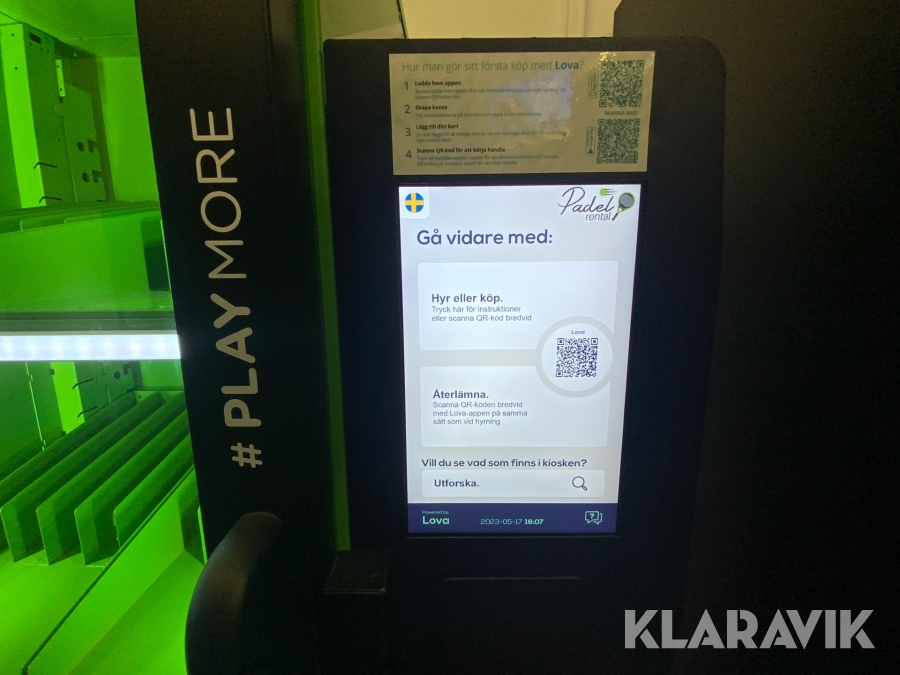 Hur man gör sitt första köp med Lova?
1 Ladda hem appen
2 Skapa konto
3 Lägg till ditt kort
4 Scanna QR-kod för att börja handla
SKANNA MIG!
#PLAYMORE
Padel
rental
Gå vidare med:
Hyr eller köp.
Tryck här för instruktioner
eller scanna QR-kod bredvid
Lova
Återlämna.
Scanna QR-koden bredvid
med Lova-appen på samma
sätt som vid hyrning
Vill du se vad som finns i kiosken?
Utforska.
Powered by
Lova
2023-05-17 16:07
KLARAVIK